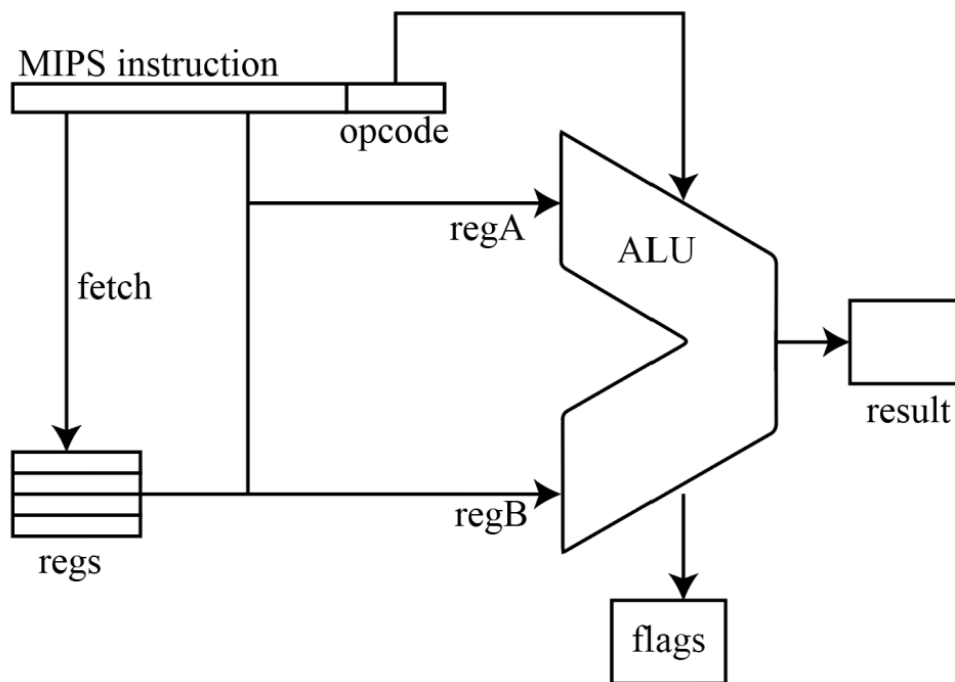 MIPS instruction
opcode
regA
ALU
fetch
result
regB
regs
flags